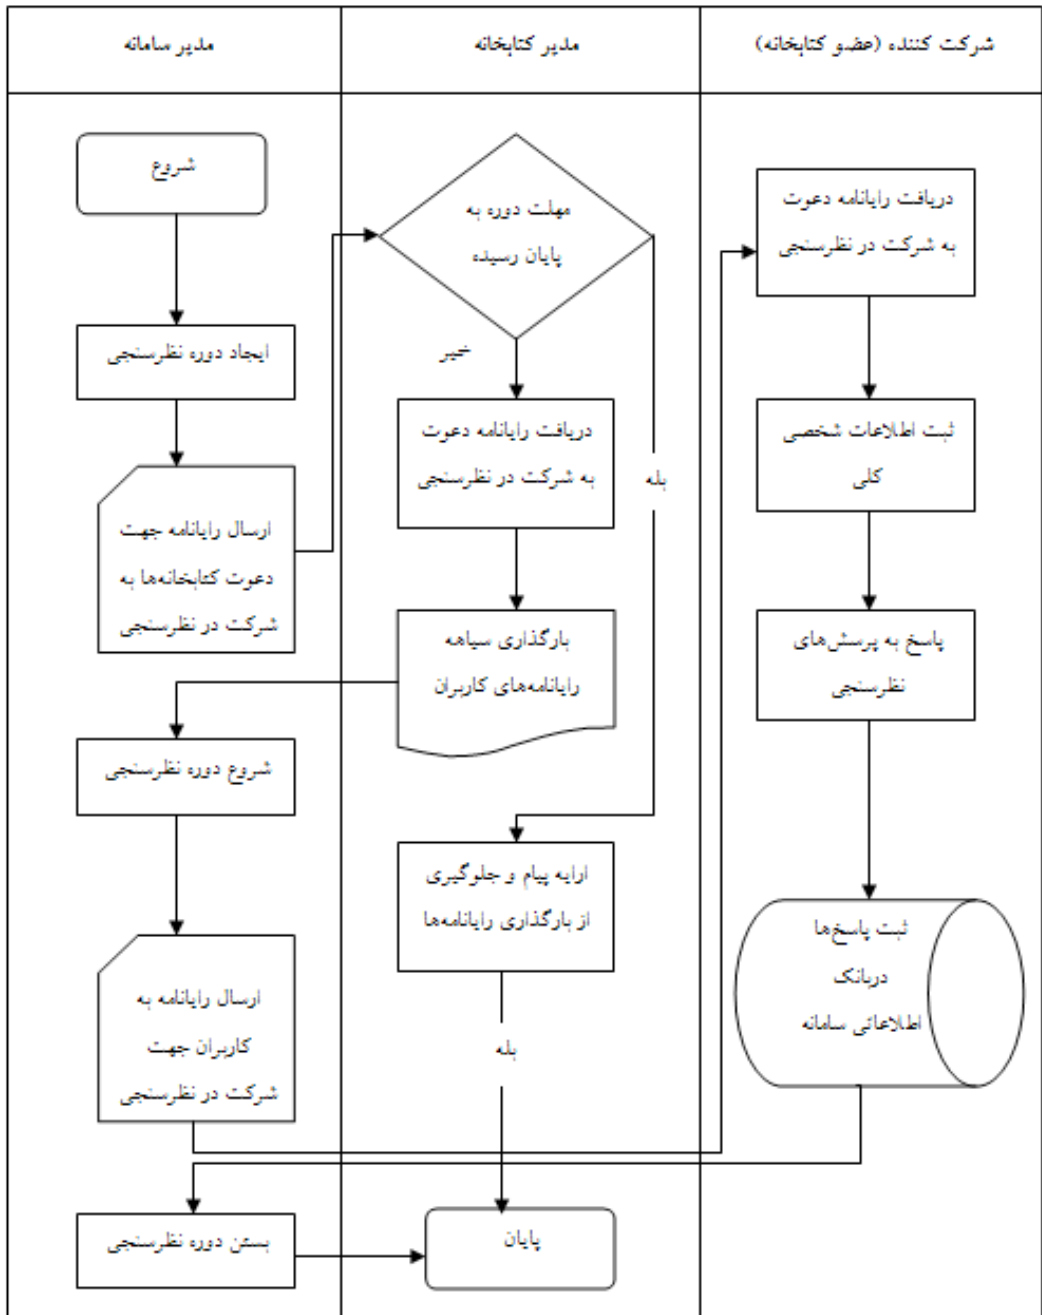 شرکت کننده (عضو کتابخانه)
مدیر کتابخانه
مدیر سامانه
شروع
ایجاد دوره نظرسنجی
ارسال رایانامه جهت
دعوت کتابخانه‌ها به
شرکت در نظرسنجی
مهلت دوره به
پایان رسیده
خیر
بله
دریافت رایانامه دعوت
به شرکت در نظرسنجی
بارگذاری سیاهه
رایانامه‌های کاربران
شروع دوره نظرسنجی
ارسال رایانامه به
کاربران جهت
شرکت در نظرسنجی
ارایه پیام و جلوگیری
از بارگذاری رایانامه‌ها
بله
دریافت رایانامه دعوت
به شرکت در نظرسنجی
ثبت اطلاعات شخصی
کلی
پاسخ به پرسش‌های
نظرسنجی
ثبت پاسخ‌ها
دربانک
اطلاعاتی سامانه
بستن دوره نظرسنجی
پایان